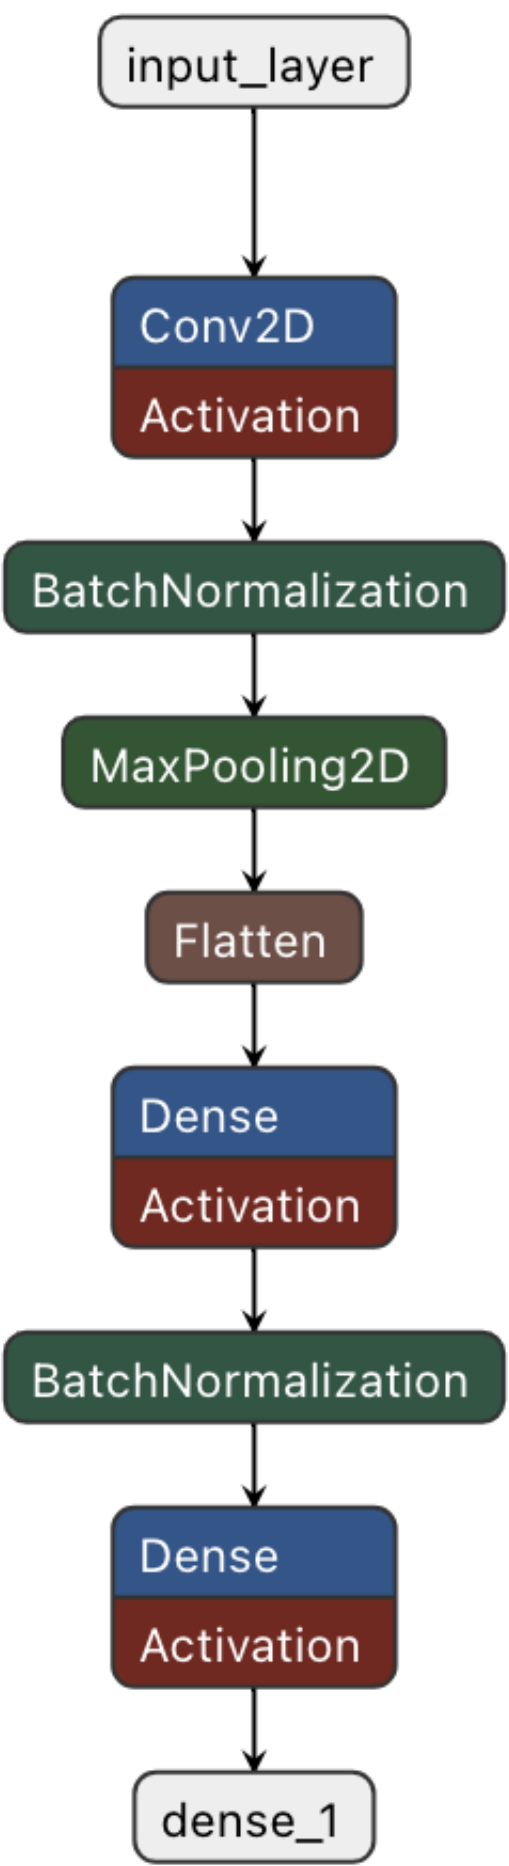 input_layer
Conv2D
Activation
BatchNormalization
MaxPooling2D
Flatten
Dense
Activation
BatchNormalization
Dense
Activation
dense_1